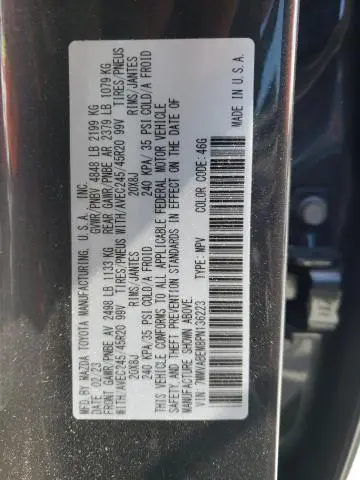 MFD.BY MAZDA TOYOTA MANUFACTURING, U.S.A. INC.
DATE: 02/23 GVWR/PNBV 4848 LB 2199 KG
FRONT GAWR/PNBE AV 2498 LB 1133 KG REAR GAWR/PNBE AR 2379 LB 1079 KG
WITH/AVEC245/45R20 99V TIRES/PNEUS WITH/AVEC245/45R20 99V TIRES/PNEUS
20X8J RIMS/JANTES 20X8J RIMS/JANTES
240 KPA/ 35 PSI COLD/A FROID 240 KPA/ 35 PSI COLD/A FROID
THIS VEHICLE CONFORMS TO ALL APPLICABLE FEDERAL MOTOR VEHICLE
SAFETY, AND THEFT PREVENTION STANDARDS IN EFFECT ON THE DATE OF
MANUFACTURE SHOWN ABOVE. 46G
VIN: TYPE: MPV MADE IN U.S.A.